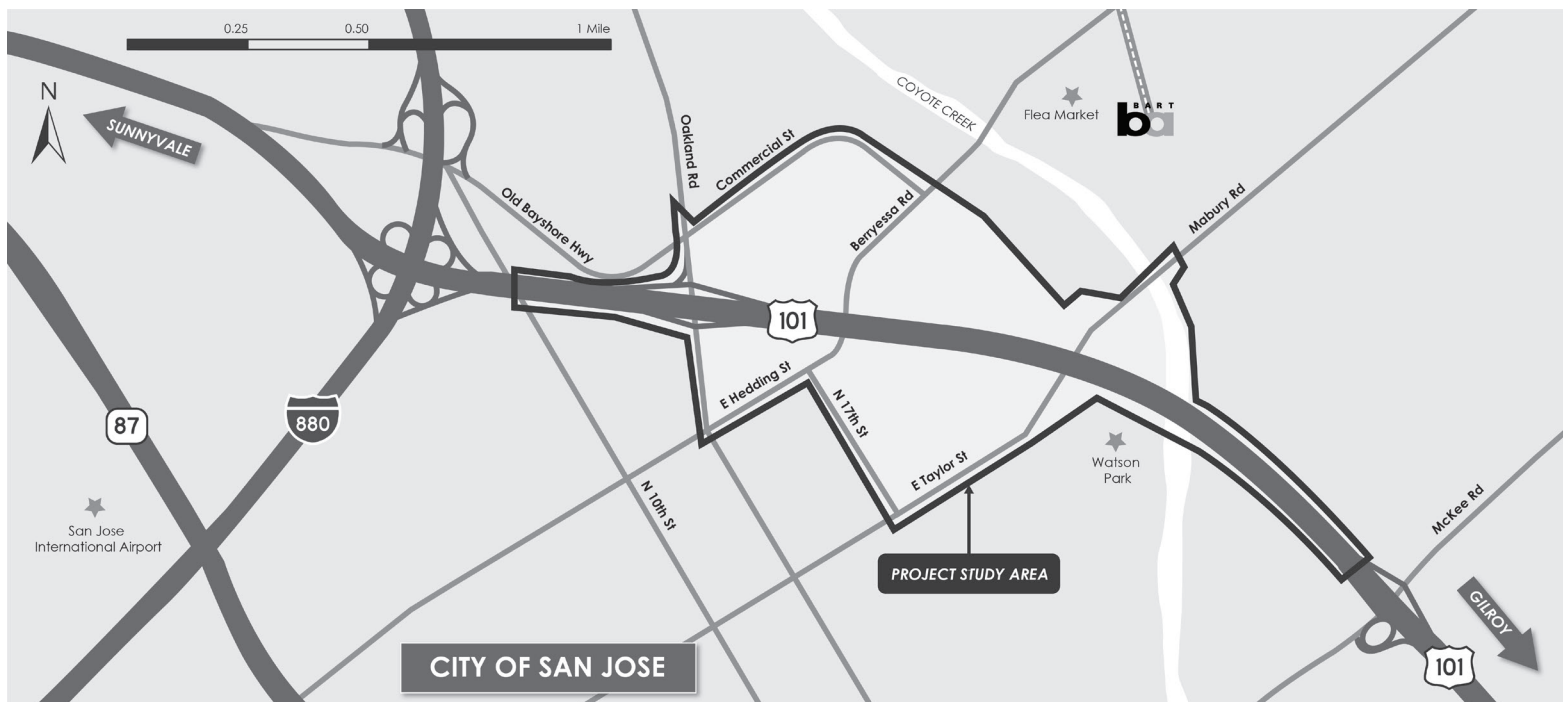 0.25 0.50 1 Mile
N
SUNNYVALE
Oakland Rd
Commercial St
COYOTE CREEK
Flea Market
BART
ba
Old Bayshore Hwy
Berryessa Rd
Mabury Rd
101
E Hedding St
N 17th St
87
880
E Taylor St
Watson
Park
N 10th St
McKee Rd
San Jose
International Airport
PROJECT STUDY AREA
GILROY
CITY OF SAN JOSE
101